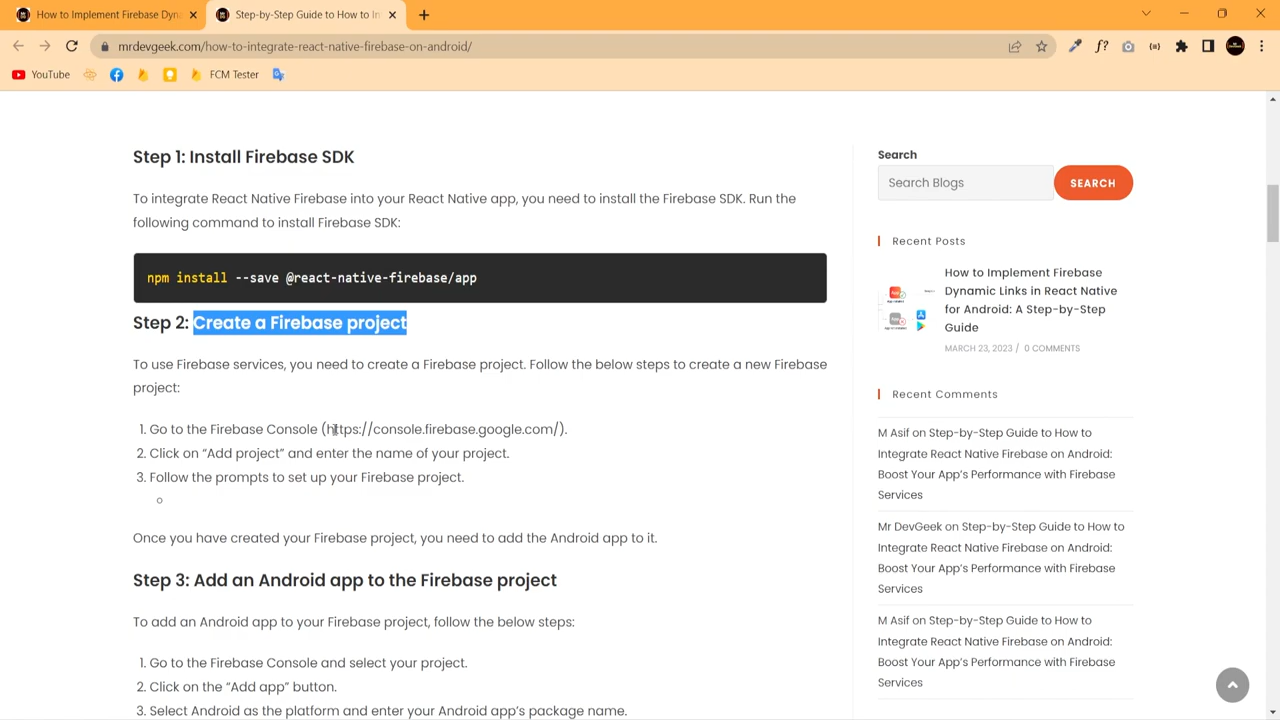 How to Implement Firebase Dyn
Step-by-Step Guide to How to In
mrdevgeek.com/how-to-integrate-react-native-firebase-on-android/
f?
YouTube
FCM Tester
Step 1: Install Firebase SDK
To integrate React Native Firebase into your React Native app, you need to install the Firebase SDK. Run the
following command to install Firebase SDK:
npm install --save @react-native-firebase/app
Step 2: Create a Firebase project
To use Firebase services, you need to create a Firebase project. Follow the below steps to create a new Firebase
project:
1. Go to the Firebase Console (https://console.firebase.google.com/).
2. Click on “Add project” and enter the name of your project.
3. Follow the prompts to set up your Firebase project.
Once you have created your Firebase project, you need to add the Android app to it.
Step 3: Add an Android app to the Firebase project
To add an Android app to your Firebase project, follow the below steps:
1. Go to the Firebase Console and select your project.
2. Click on the “Add app” button.
3. Select Android as the platform and enter your Android app’s package name.
Search
Search Blogs
SEARCH
Recent Posts
How to Implement Firebase
Dynamic Links in React Native
for Android: A Step-by-Step
Guide
MARCH 23, 2023 / 0 COMMENTS
Recent Comments
M Asif on Step-by-Step Guide to How to
Integrate React Native Firebase on Android:
Boost Your App’s Performance with Firebase
Services
Mr DevGeek on Step-by-Step Guide to How to
Integrate React Native Firebase on Android:
Boost Your App’s Performance with Firebase
Services
M Asif on Step-by-Step Guide to How to
Integrate React Native Firebase on Android:
Boost Your App’s Performance with Firebase
Services